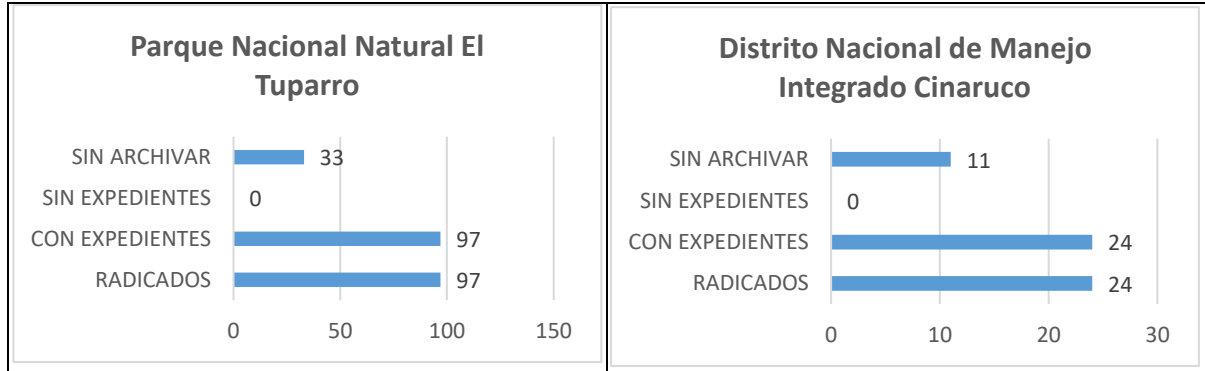 Parque Nacional Natural El
Tuparro
SIN ARCHIVAR 33
SIN EXPEDIENTES 0
CON EXPEDIENTES 97
RADICADOS 97
0 50 100 150
Distrito Nacional de Manejo
Integrado Cinaruco
SIN ARCHIVAR 11
SIN EXPEDIENTES 0
CON EXPEDIENTES 24
RADICADOS 24
0 10 20 30